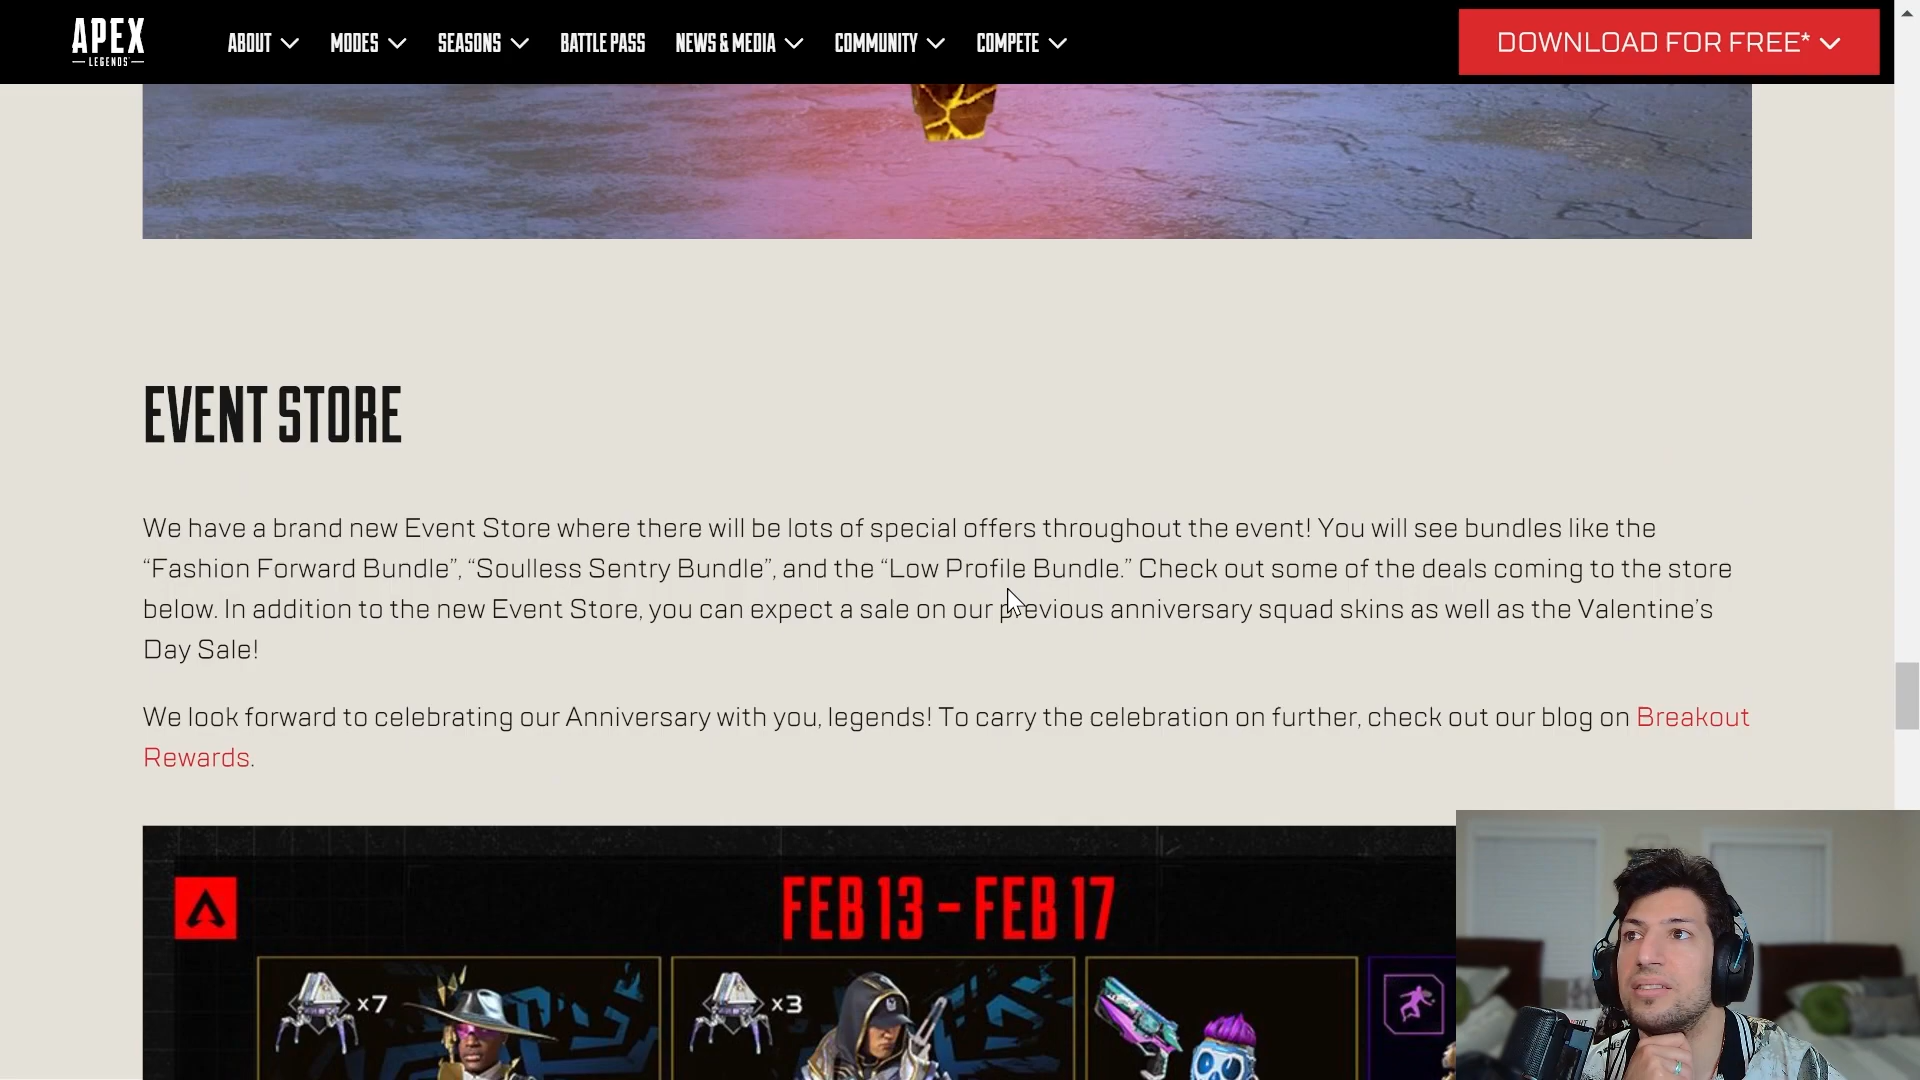 APEX
LEGENDS
ABOUT MODES SEASONS BATTLE PASS NEWS & MEDIA COMMUNITY COMPETE
DOWNLOAD FOR FREE*
EVENT STORE
We have a brand new Event Store where there will be lots of special offers throughout the event! You will see bundles like the
“Fashion Forward Bundle”, “Soulless Sentry Bundle”, and the “Low Profile Bundle.” Check out some of the deals coming to the store
below. In addition to the new Event Store, you can expect a sale on our previous anniversary squad skins as well as the Valentine’s
Day Sale!
We look forward to celebrating our Anniversary with you, legends! To carry the celebration on further, check out our blog on Breakout
Rewards.
FEB 13 – FEB 17
x7
x3